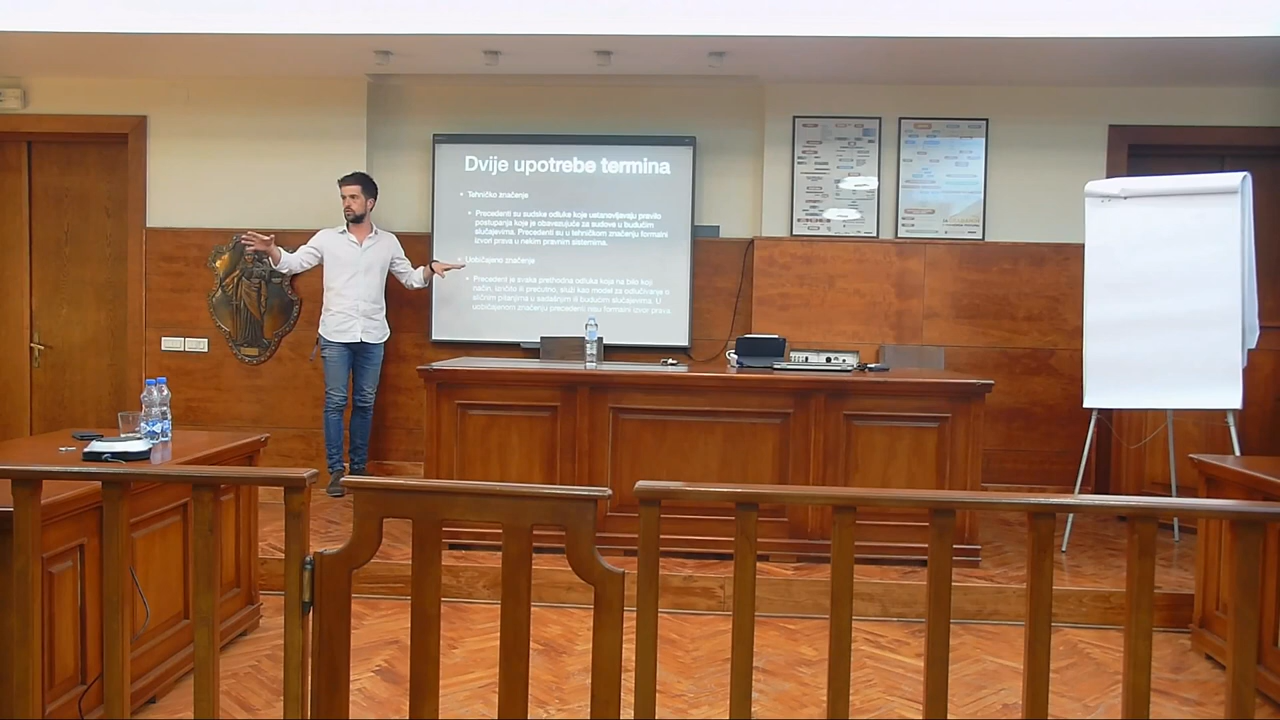 Dvije upotrebe termina
• Tehničko značenje
• Precedenti su sudske odluke koje ustanovljavaju pravilo
postupanja koje je obavezujuće za sudove u budućim
slučajevima. Precedenti su u tehničkom značenju formalni
izvori prava u nekim pravnim sistemima.
• Uobičajeno značenje
• Precedent je svaka prethodna odluka koja na bilo koji
način, izričito ili prećutno, služi kao model za odlučivanje o
sličnim pitanjima u sadašnjim ili budućim slučajevima. U
uobičajenom značenju precedenti nisu formalni izvor prava.